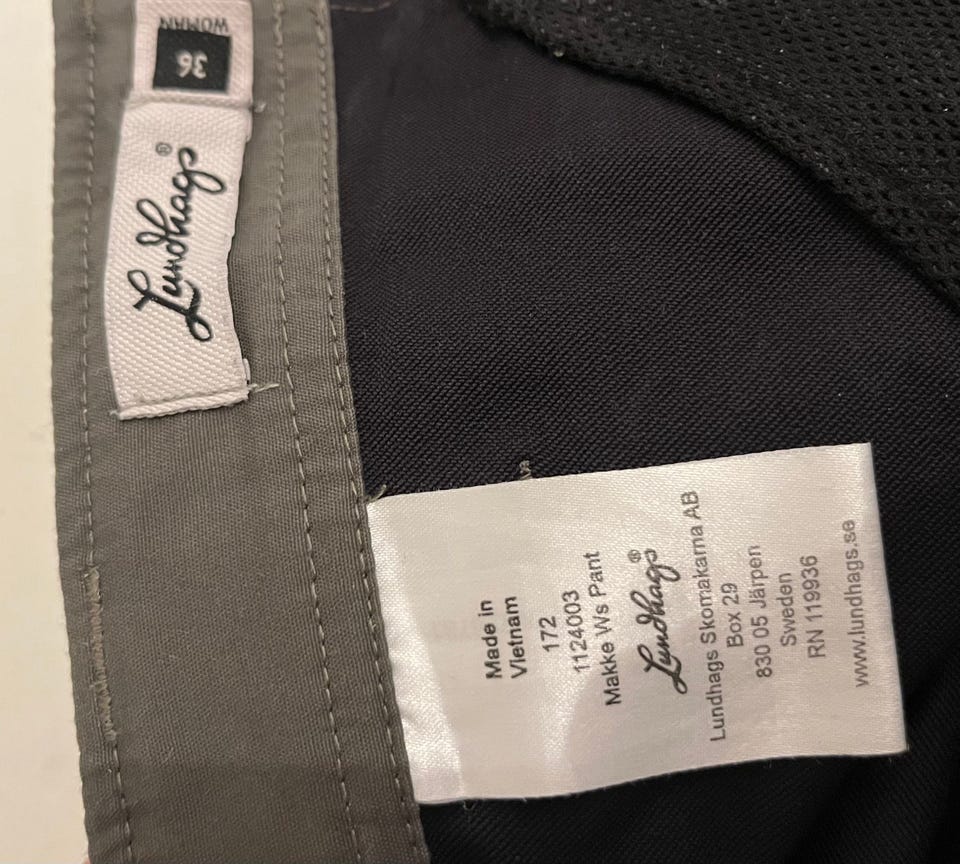 WOMAN
36
Lundhags®
Made in
Vietnam
172
1124003
Makke Ws Pant
Lundhags®
Lundhags Skomakarna AB
Box 29
830 05 Järpen
Sweden
RN 119936
www.lundhags.se